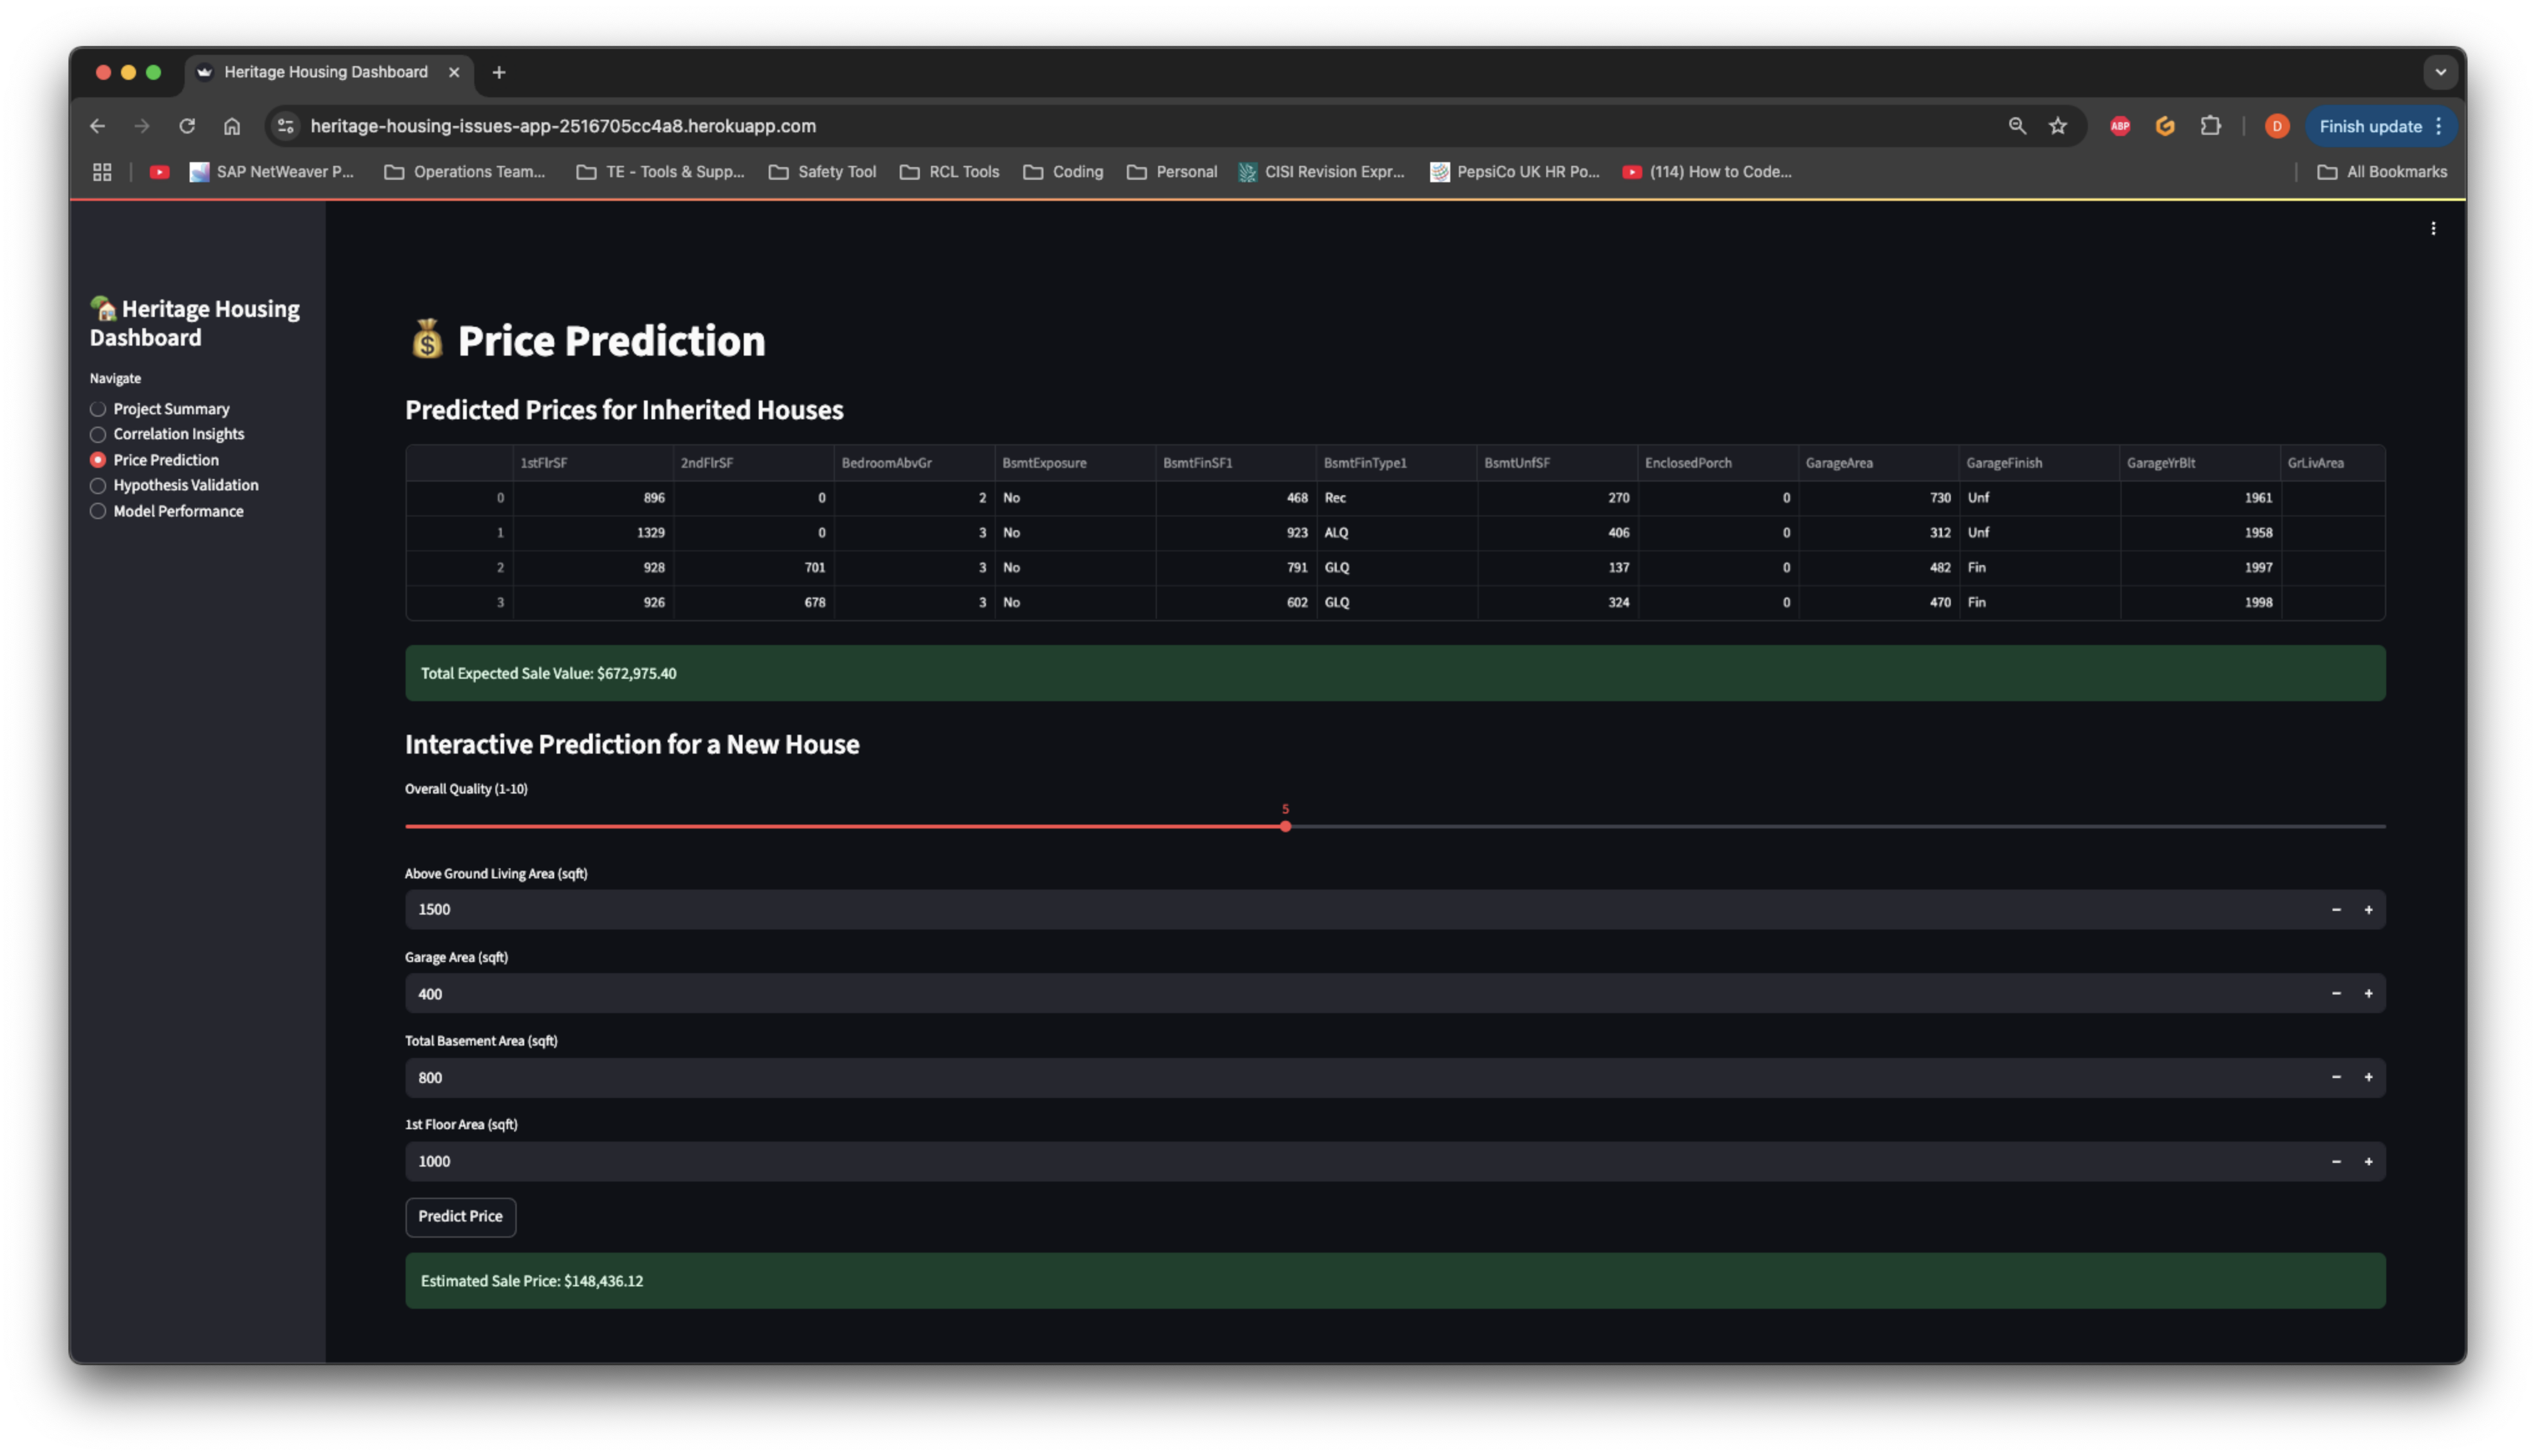 Heritage Housing Dashboard
heritage-housing-issues-app-2516705cc4a8.herokuapp.com
ABP
D
Finish update
SAP NetWeaver P...
Operations Team...
TE - Tools & Supp...
Safety Tool
RCL Tools
Coding
Personal
CISI Revision Expr...
PepsiCo UK HR Po...
(114) How to Code...
All Bookmarks
Heritage Housing
Dashboard
Navigate
Project Summary
Correlation Insights
Price Prediction
Hypothesis Validation
Model Performance
Price Prediction
Predicted Prices for Inherited Houses
1stFlrSF 2ndFlrSF BedroomAbvGr BsmtExposure BsmtFinSF1 BsmtFinType1 BsmtUnfSF EnclosedPorch GarageArea GarageFinish GarageYrBlt GrLivArea
0 896 0 2 No 468 Rec 270 0 730 Unf 1961
1 1329 0 3 No 923 ALQ 406 0 312 Unf 1958
2 928 701 3 No 791 GLQ 137 0 482 Fin 1997
3 926 678 3 No 602 GLQ 324 0 470 Fin 1998
Total Expected Sale Value: $672,975.40
Interactive Prediction for a New House
Overall Quality (1-10)
5
Above Ground Living Area (sqft)
1500
Garage Area (sqft)
400
Total Basement Area (sqft)
800
1st Floor Area (sqft)
1000
Predict Price
Estimated Sale Price: $148,436.12